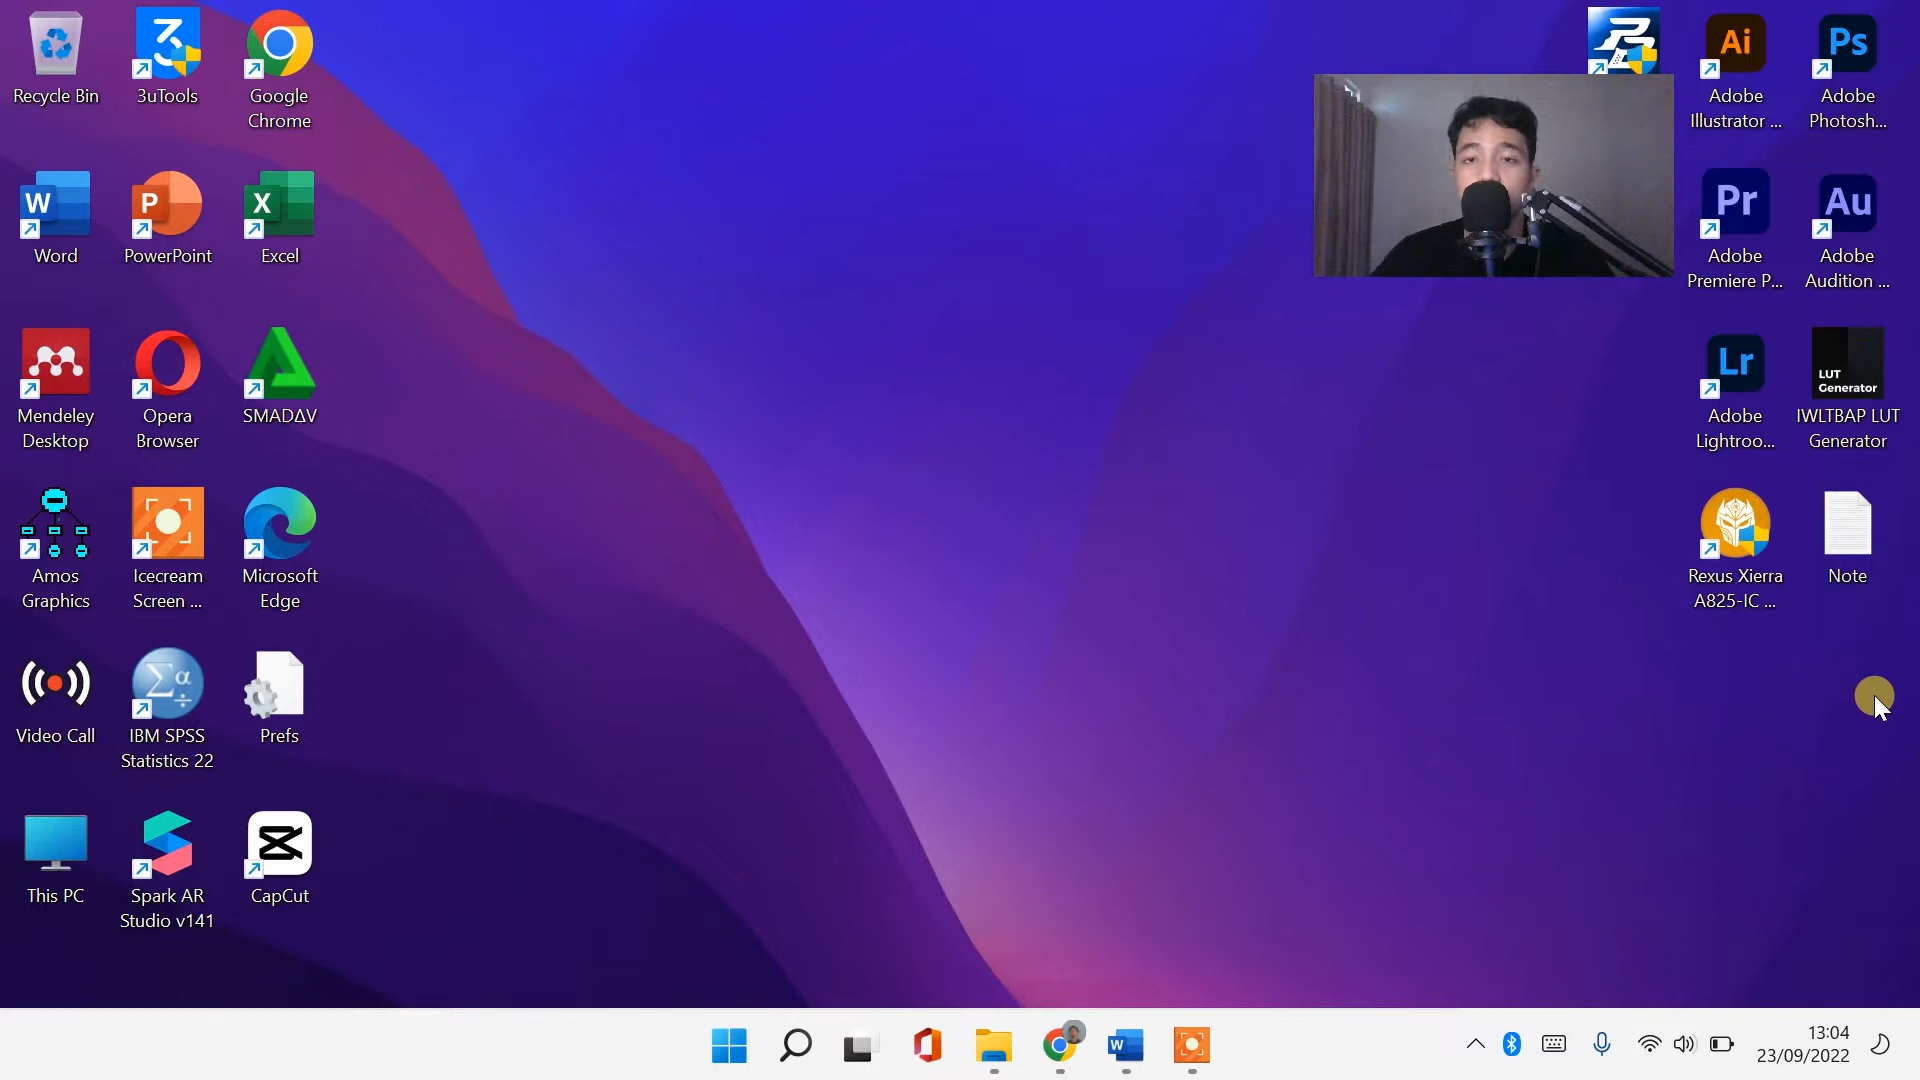 Recycle Bin
3uTools
Google
Chrome
Word
PowerPoint
Excel
Mendeley
Desktop
Opera
Browser
SMADΔV
Amos
Graphics
Icecream
Screen ...
Microsoft
Edge
Video Call
IBM SPSS
Statistics 22
Prefs
This PC
Spark AR
Studio v141
CapCut
Ai
Adobe
Illustrator ...
Ps
Adobe
Photosh...
Pr
Adobe
Premiere P...
Au
Adobe
Audition ...
Lr
Adobe
Lightroo...
LUT
Generator
IWLTBAP LUT
Generator
Rexus Xierra
A825-IC ...
Note
13:04
23/09/2022